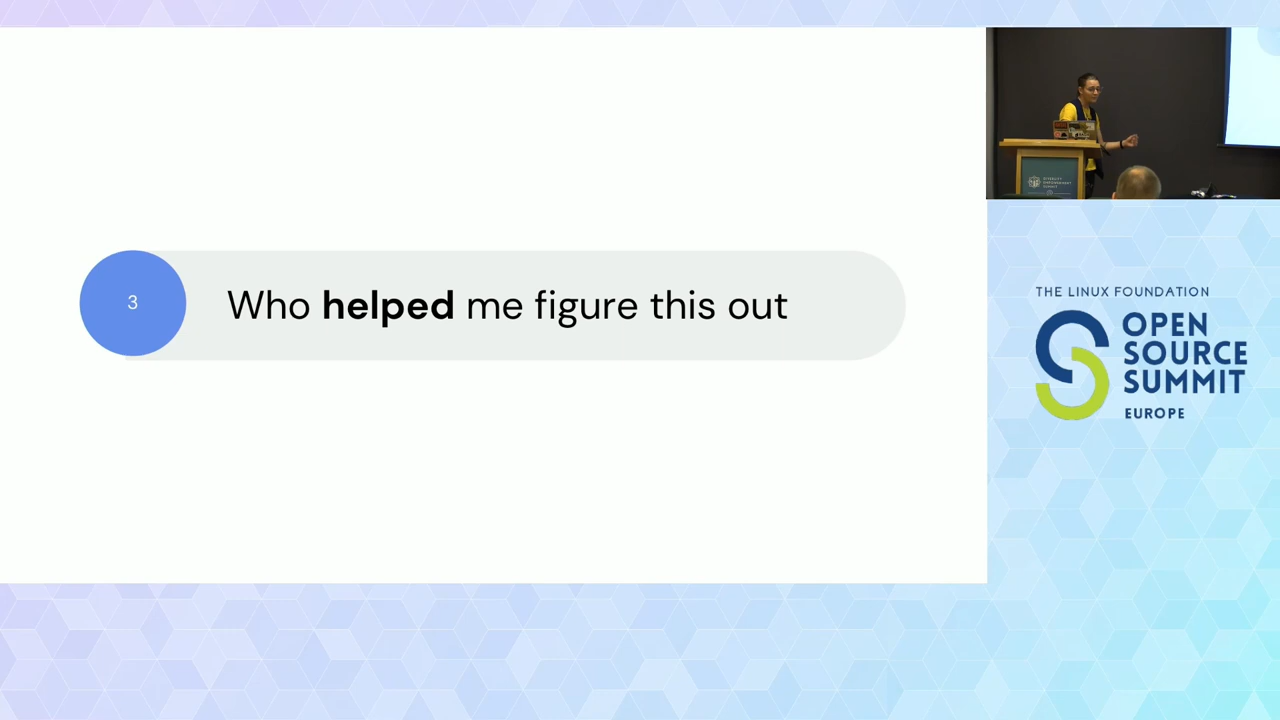 3
Who helped me figure this out
THE LINUX FOUNDATION
OPEN
SOURCE
SUMMIT
EUROPE